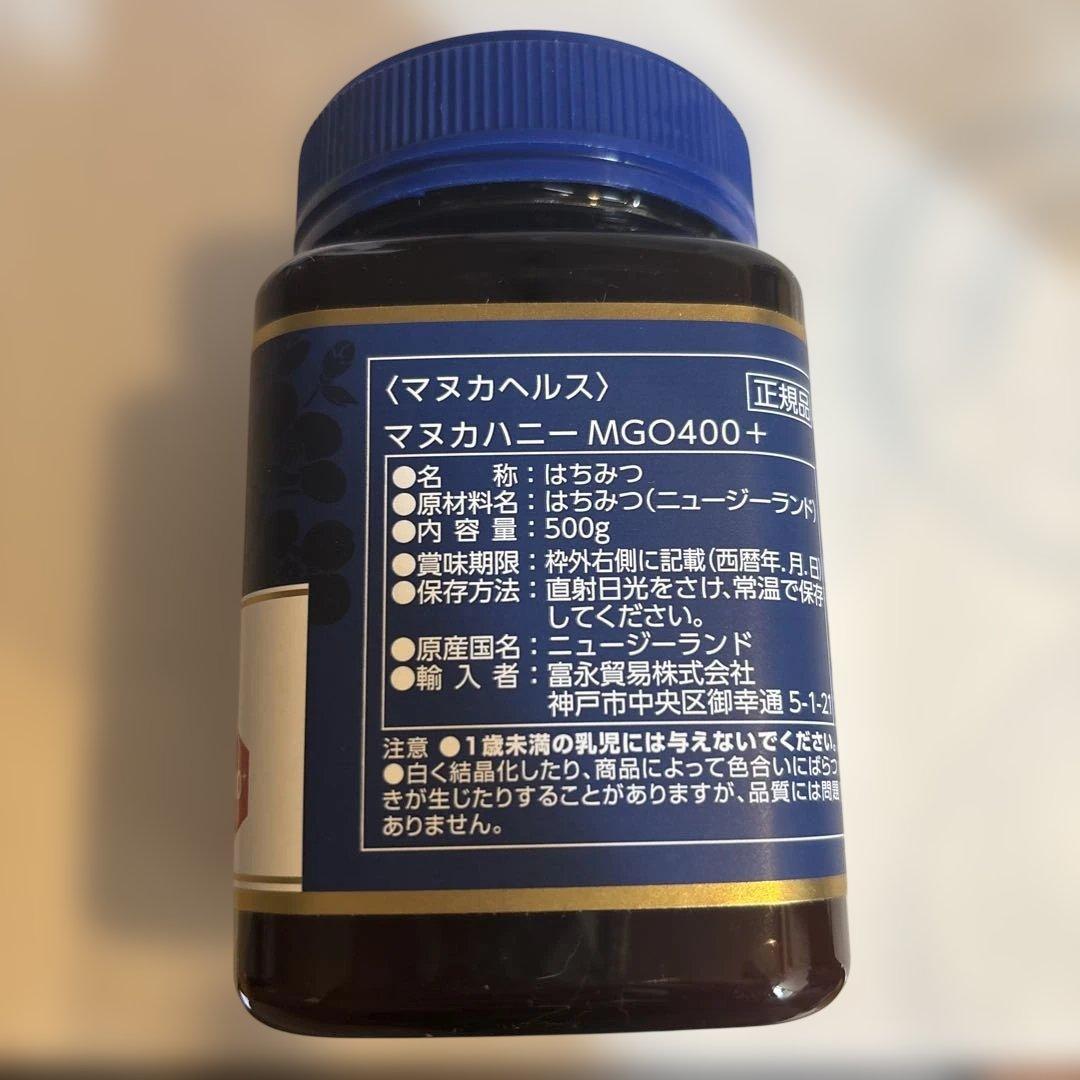 〈マヌカヘルス〉
正規品
マヌカハニー MGO400＋
●名　　称：はちみつ
●原材料名：はちみつ（ニュージーランド）
●内 容 量：500g
●賞味期限：枠外右側に記載（西暦年.月.日）
●保存方法：直射日光をさけ、常温で保存
してください。
●原産国名：ニュージーランド
●輸 入 者：富永貿易株式会社
神戸市中央区御幸通 5-1-21
注意 ●1歳未満の乳児には与えないでください。
●白く結晶化したり、商品によって色合いにばらつ
きが生じたりすることがありますが、品質には問題
ありません。